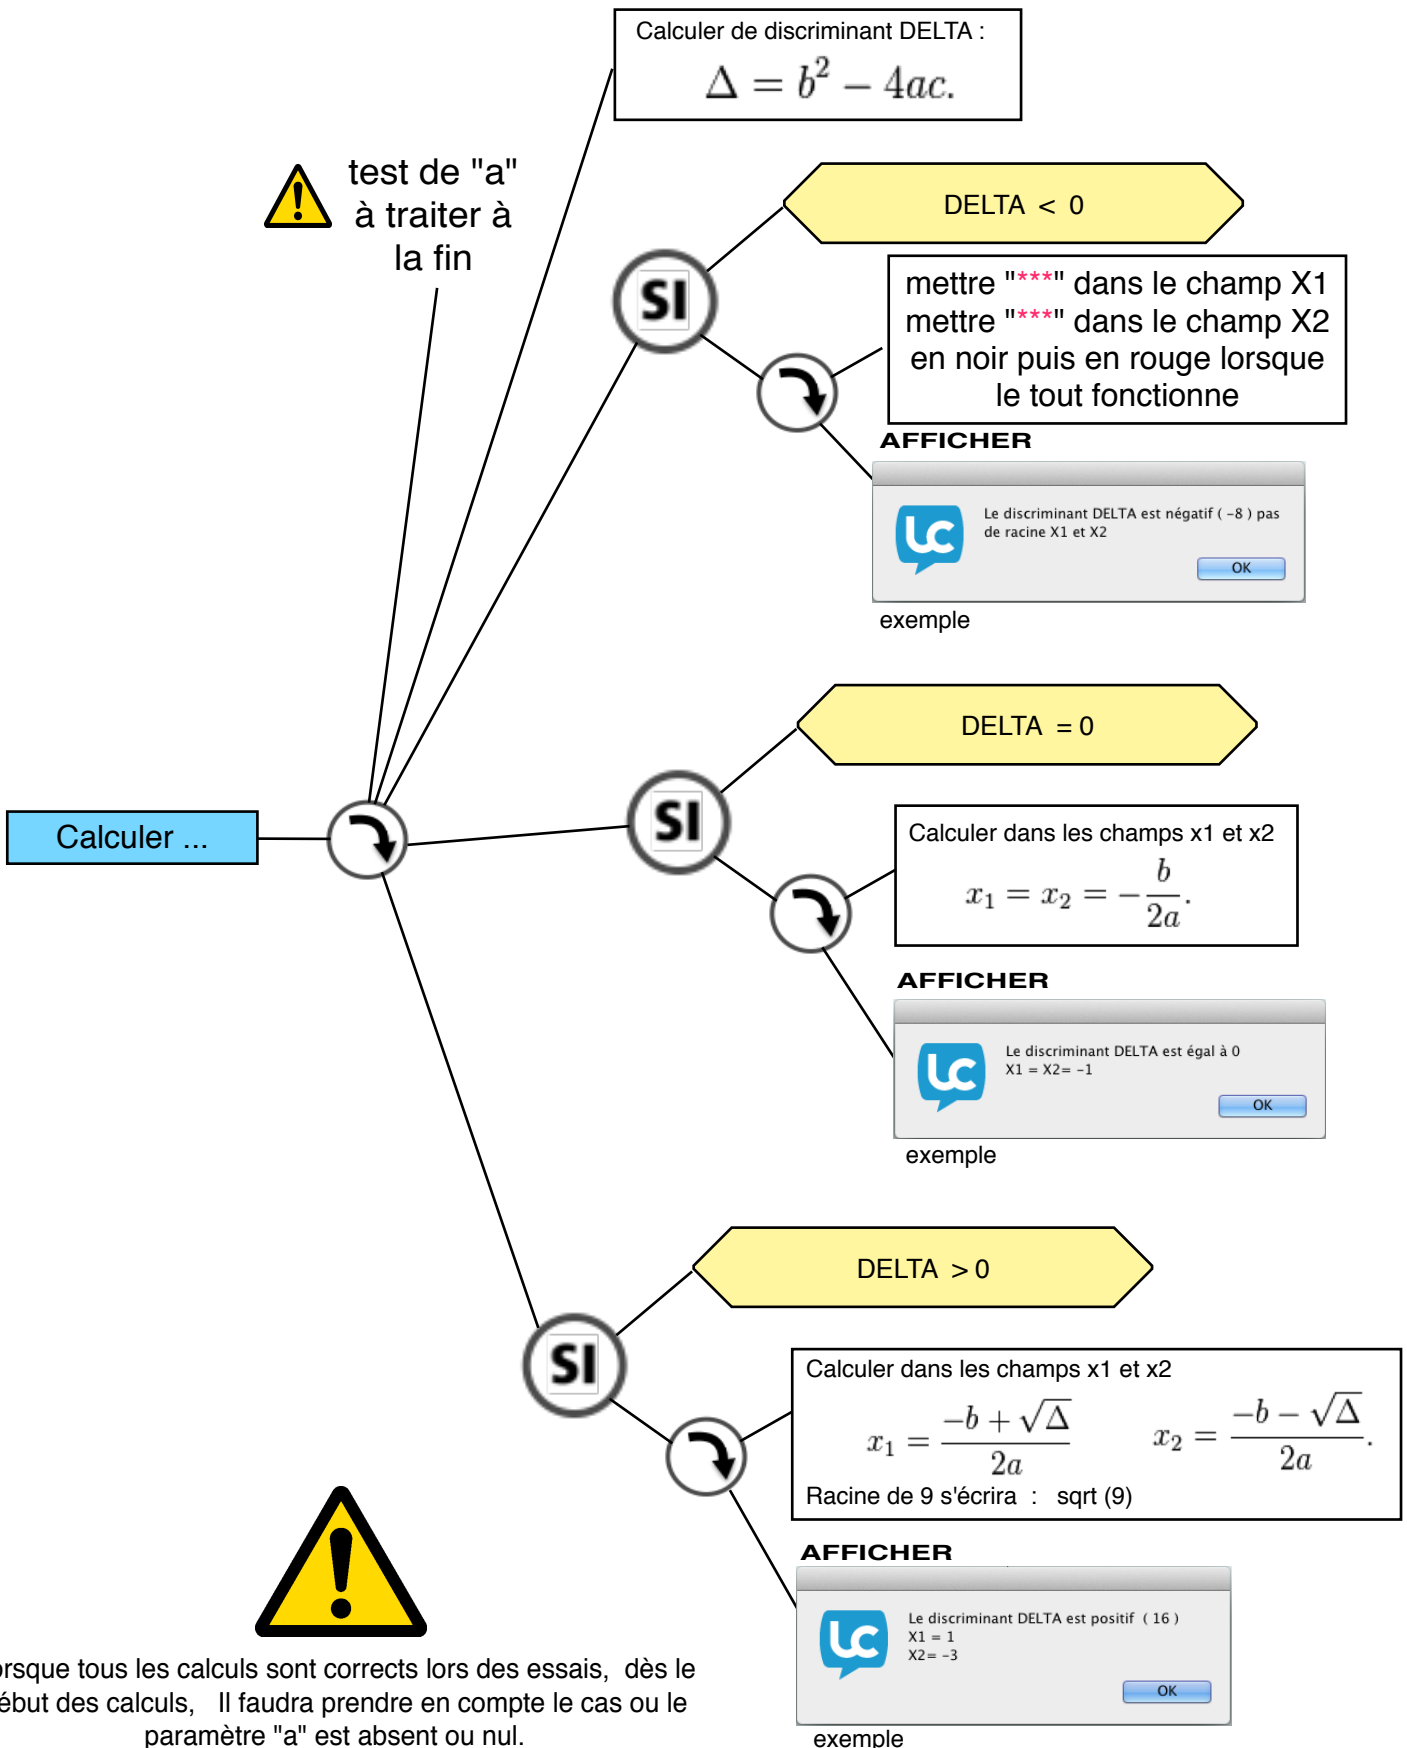 Calculer de discriminant DELTA :
Δ = b² − 4ac.
test de "a"
à traiter à
la fin
DELTA < 0
SI
mettre "***" dans le champ X1
mettre "***" dans le champ X2
en noir puis en rouge lorsque
le tout fonctionne
AFFICHER
Le discriminant DELTA est négatif ( -8 ) pas
de racine X1 et X2
OK
exemple
DELTA = 0
SI
Calculer ...
Calculer dans les champs x1 et x2
x₁ = x₂ = −b/2a.
AFFICHER
Le discriminant DELTA est égal à 0
X1 = X2= -1
OK
exemple
DELTA > 0
SI
Calculer dans les champs x1 et x2
x₁ = (−b + √Δ)/2a x₂ = (−b − √Δ)/2a.
Racine de 9 s'écrira : sqrt (9)
AFFICHER
Le discriminant DELTA est positif ( 16 )
X1 = 1
X2= -3
OK
exemple
orsque tous les calculs sont corrects lors des essais, dès le
ébut des calculs, Il faudra prendre en compte le cas ou le
paramètre "a" est absent ou nul.